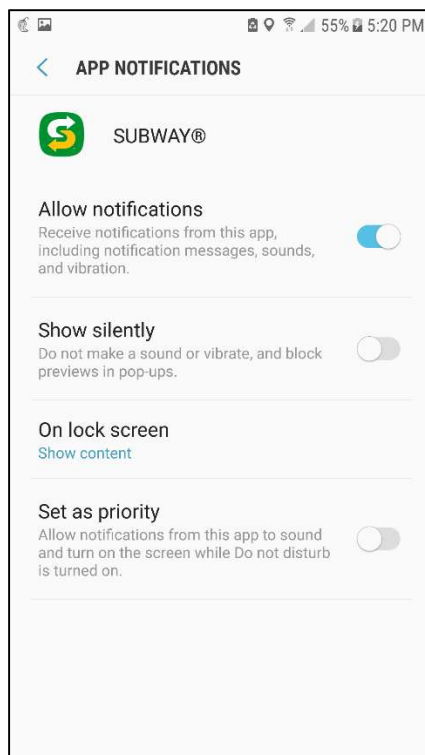 55% 5:20 PM
APP NOTIFICATIONS
SUBWAY®
Allow notifications
Receive notifications from this app,
including notification messages, sounds,
and vibration.
Show silently
Do not make a sound or vibrate, and block
previews in pop-ups.
On lock screen
Show content
Set as priority
Allow notifications from this app to sound
and turn on the screen while Do not disturb
is turned on.